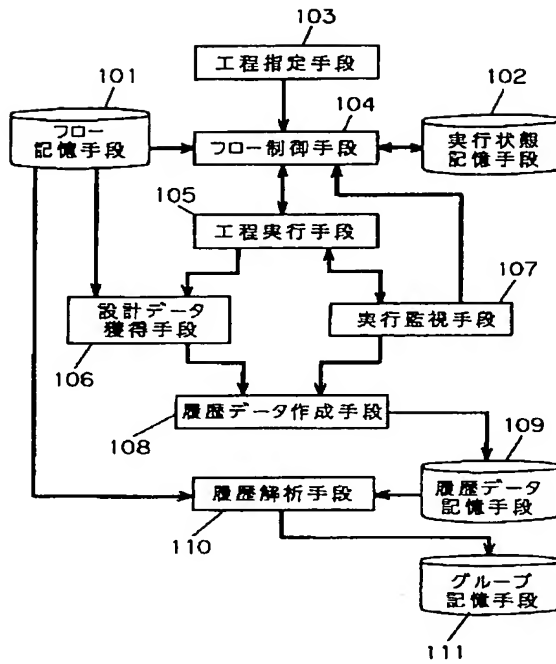 103
工程指定手段
101
フロー
記憶手段
104
フロー制御手段
102
実行状態
記憶手段
105
工程実行手段
設計データ
獲得手段
106
107
実行監視手段
108
履歴データ作成手段
109
履歴データ
記憶手段
履歴解析手段
110
グループ
記憶手段
111